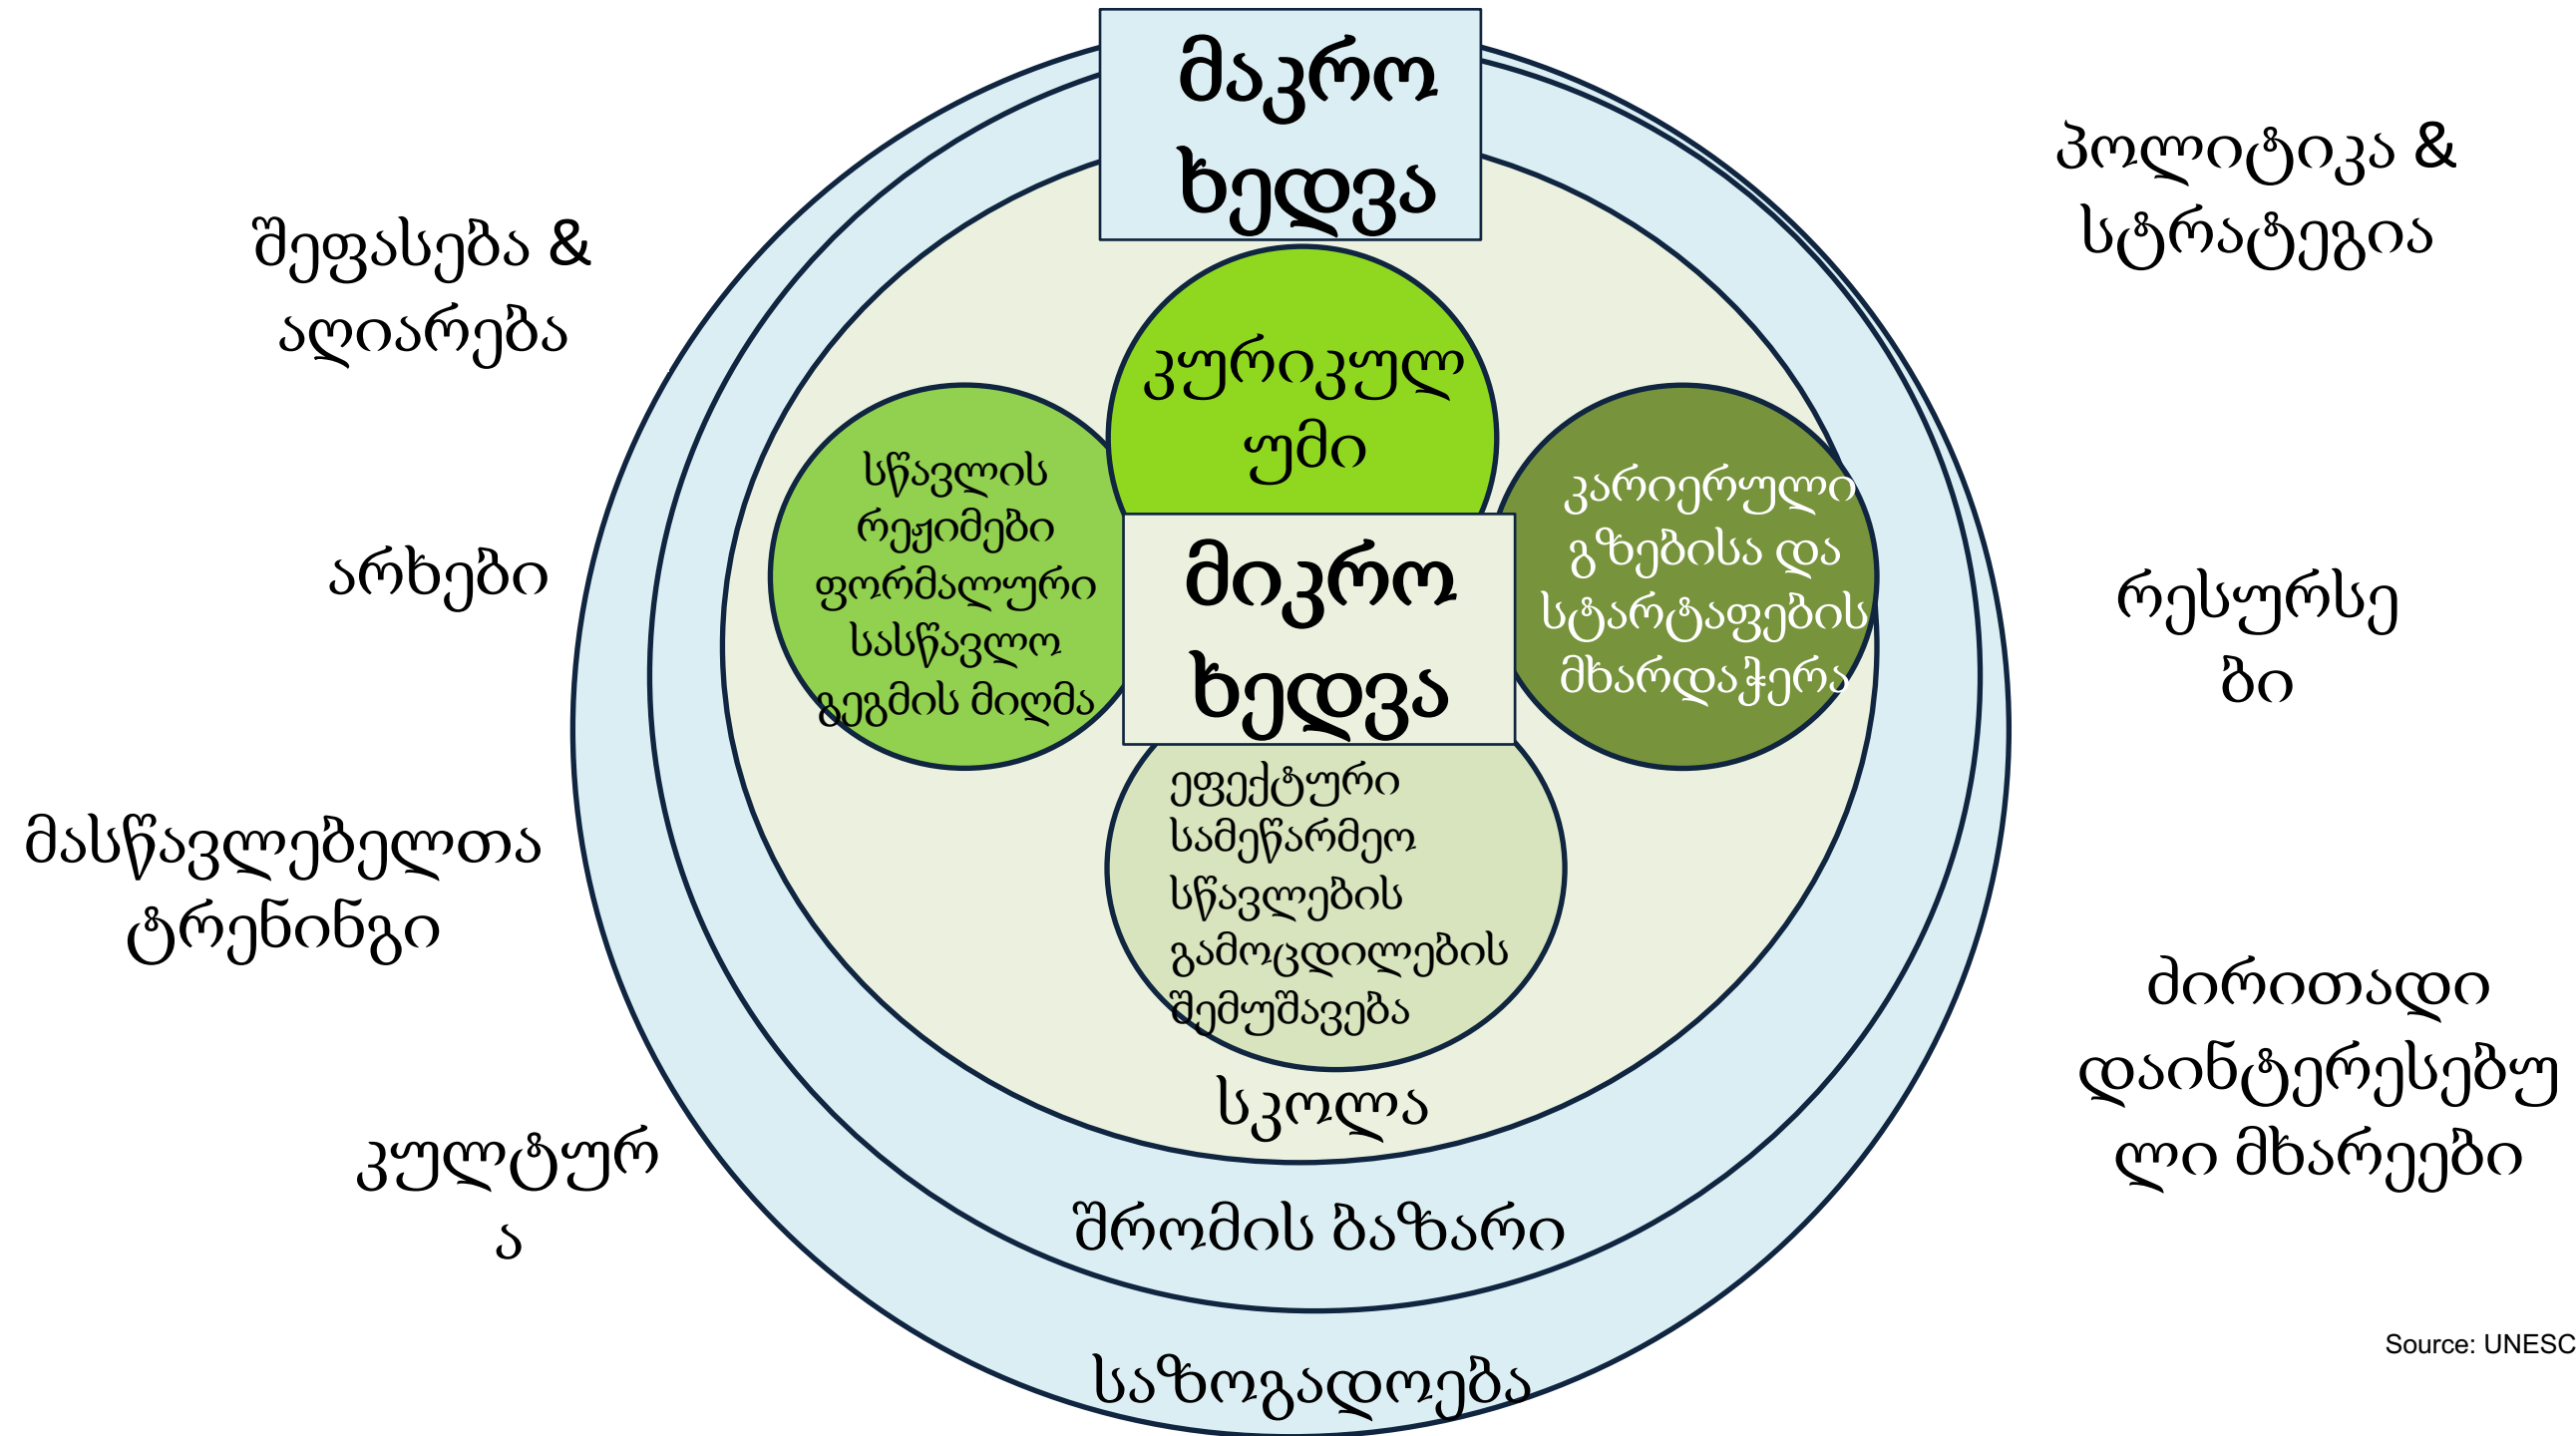 მაკრო
ხედვა
პოლიტიკა &
სტრატეგია
შეფასება &
აღიარება
კურიკულ
უმი
სწავლის
რეჟიმები
ფორმალური
სასწავლო
გეგმის მიღმა
კარიერული
გზებისა და
სტარტაფების
მხარდაჭერა
არხები
მიკრო
ხედვა
რესურსე
ბი
მასწავლებელთა
ტრენინგი
ეფექტური
სამეწარმეო
სწავლების
გამოცდილების
შემუშავება
ძირითადი
დაინტერესებუ
ლი მხარეები
სკოლა
კულტურ
ა
შრომის ბაზარი
საზოგადოება
Source: UNESC